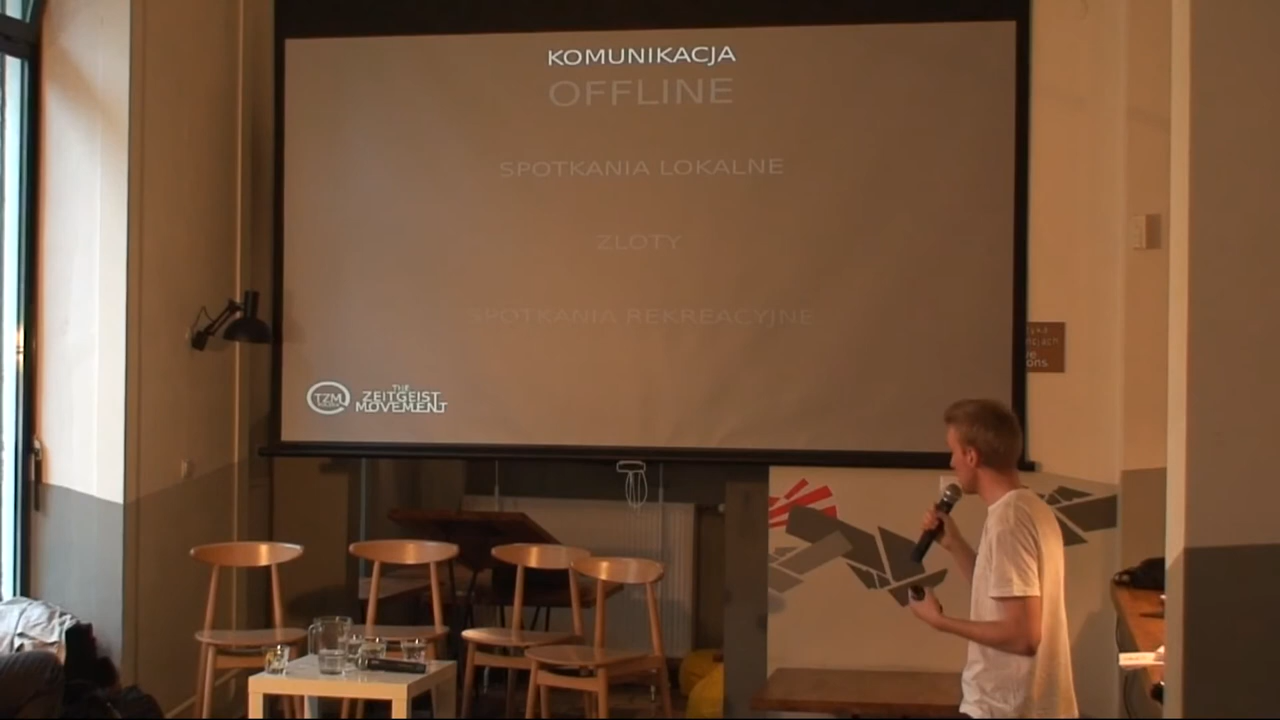 KOMUNIKACJA
OFFLINE
SPOTKANIA LOKALNE
ZLOTY
SPOTKANIA REKREACYJNE
TZM
THE
ZEITGEIST
MOVEMENT